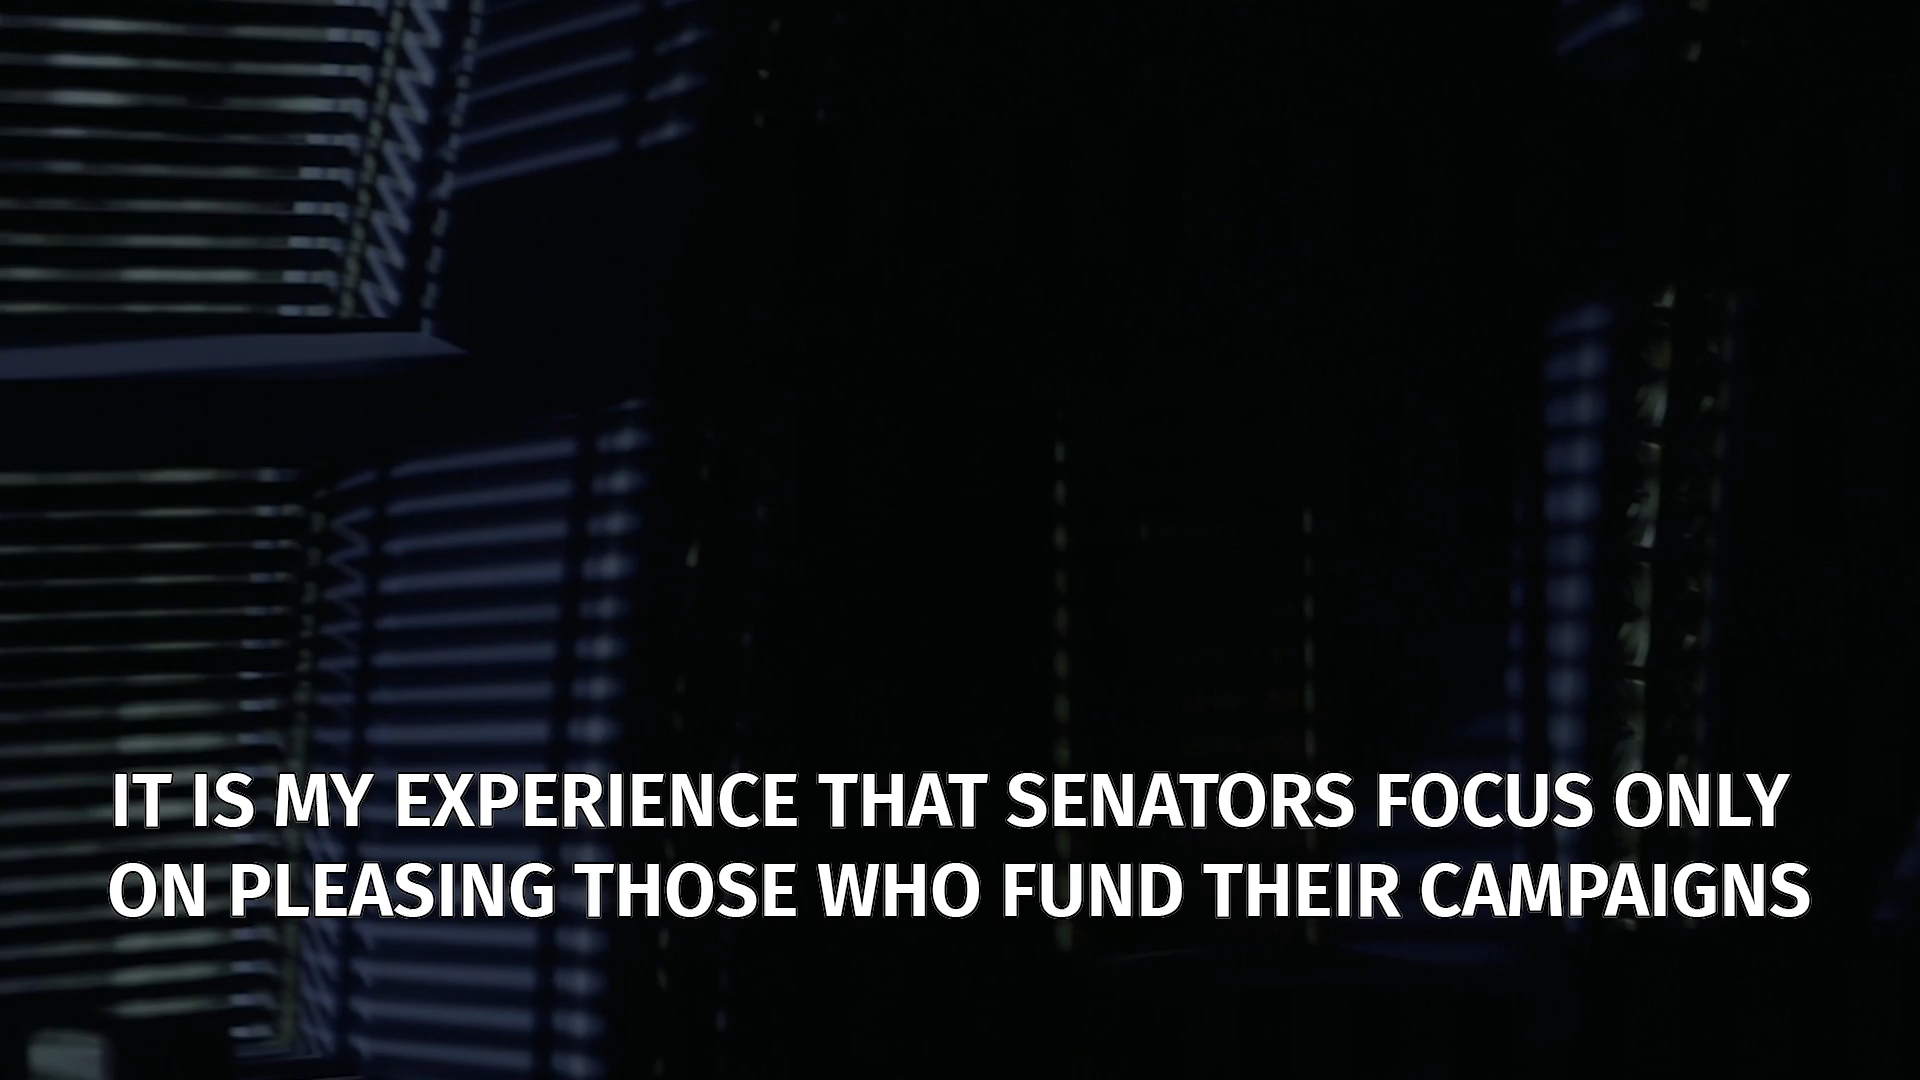 IT IS MY EXPERIENCE THAT SENATORS FOCUS ONLY
ON PLEASING THOSE WHO FUND THEIR CAMPAIGNS